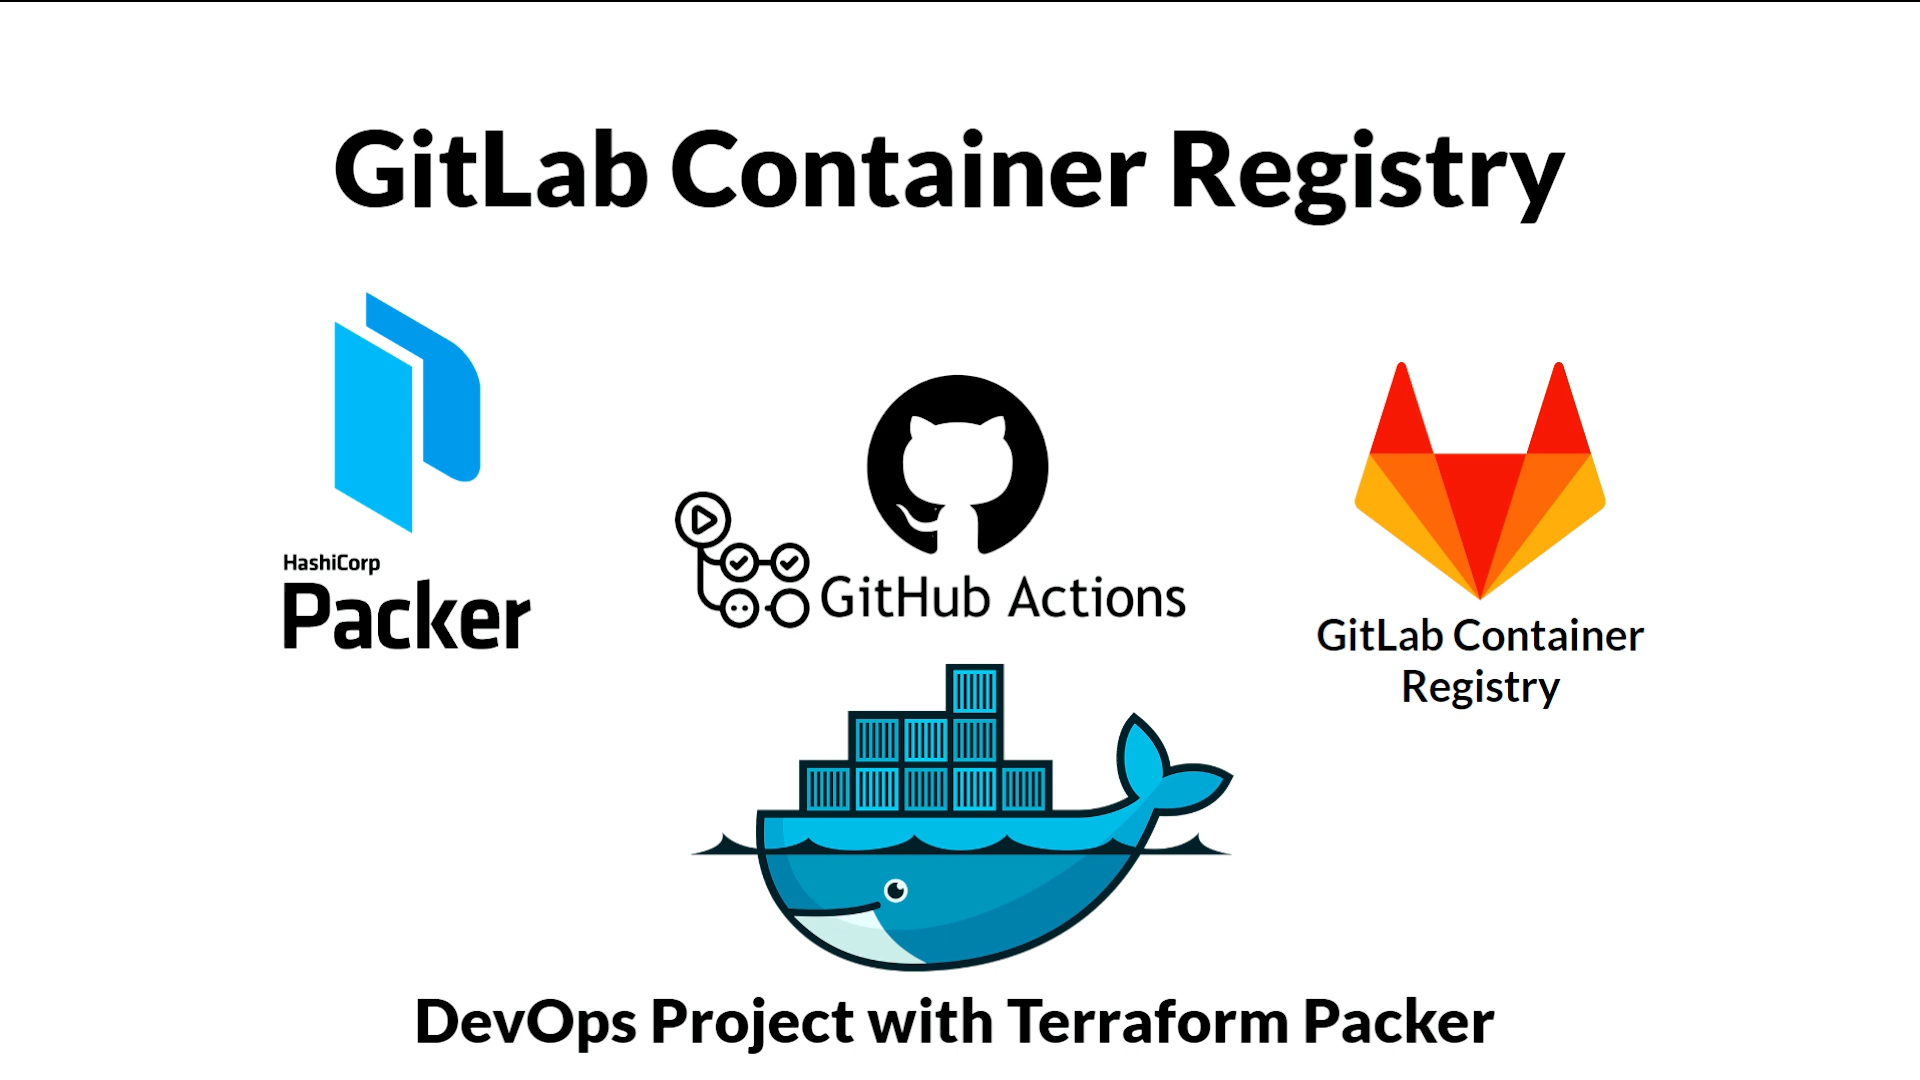 GitLab Container Registry
HashiCorp
Packer
GitHub Actions
GitLab Container
Registry
DevOps Project with Terraform Packer